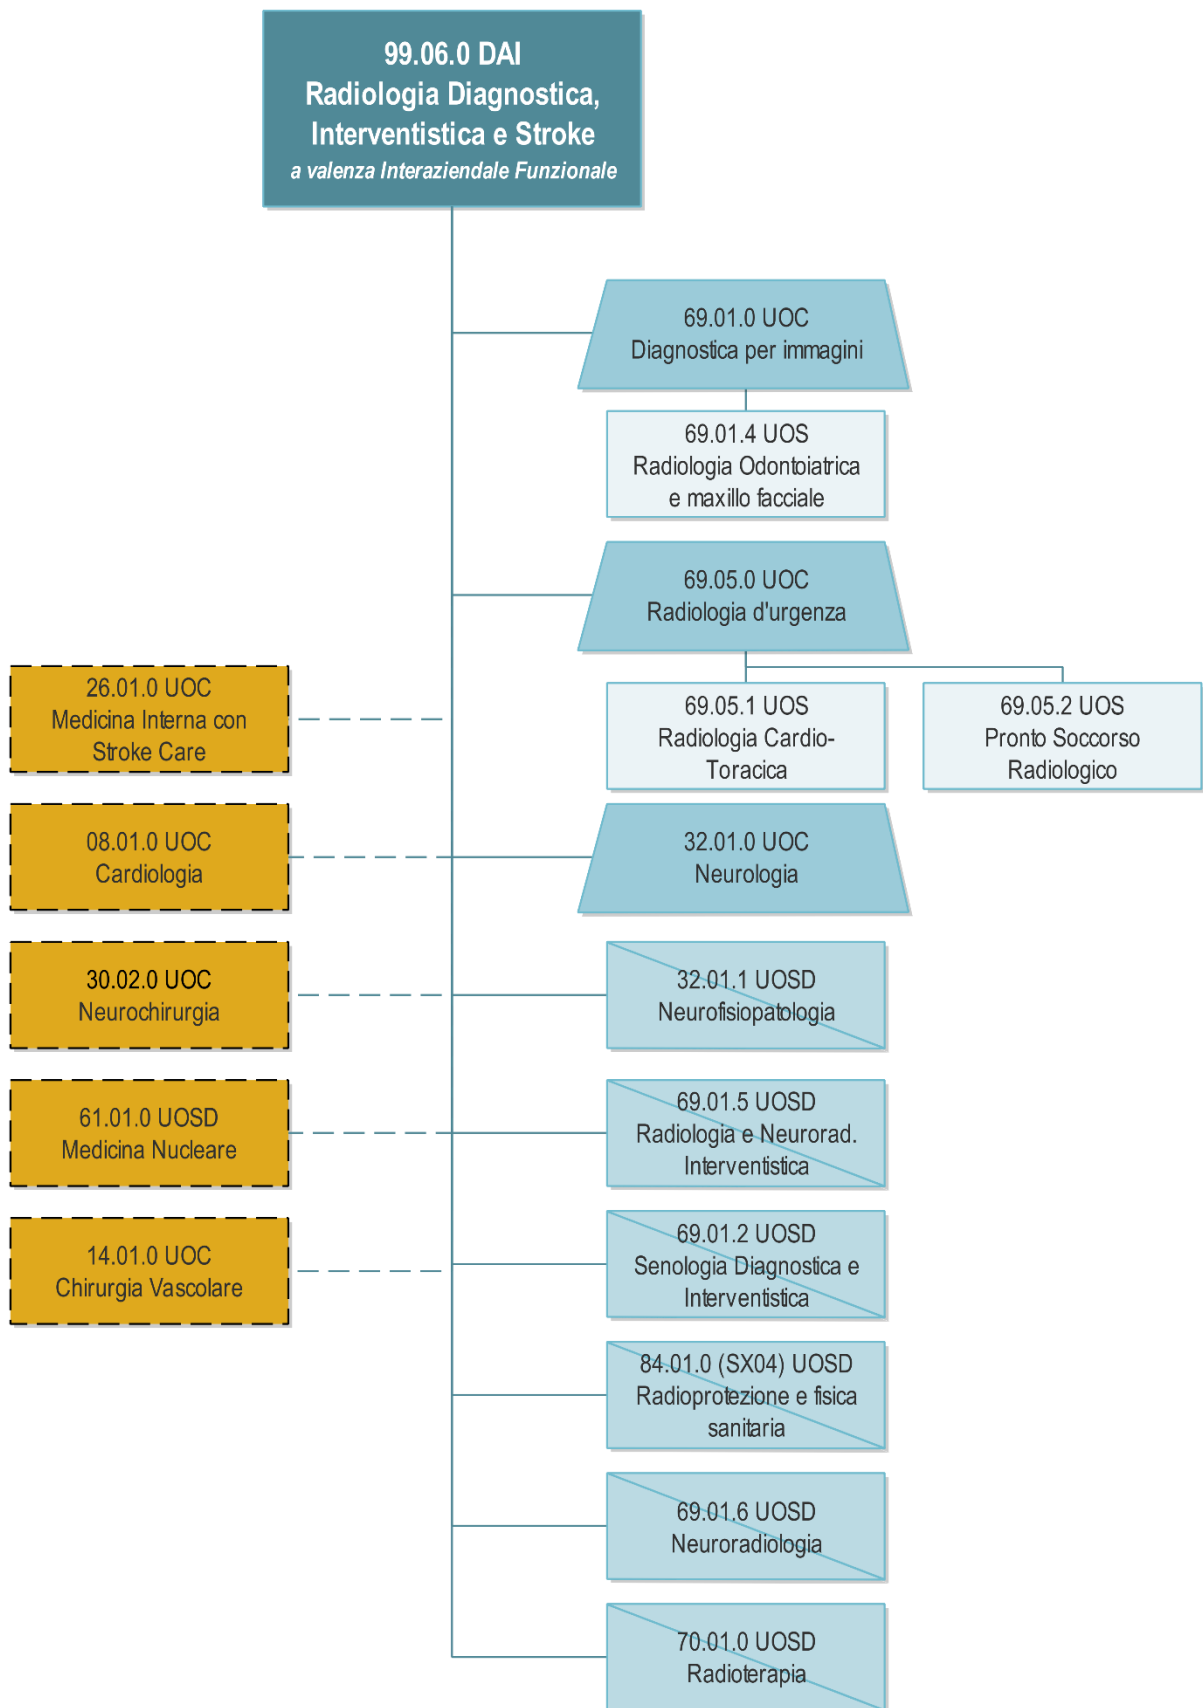 99.06.0 DAI
Radiologia Diagnostica,
Interventistica e Stroke
a valenza Interaziendale Funzionale
69.01.0 UOC
Diagnostica per immagini
69.01.4 UOS
Radiologia Odontoiatrica
e maxillo facciale
69.05.0 UOC
Radiologia d'urgenza
69.05.1 UOS
Radiologia Cardio-
Toracica
69.05.2 UOS
Pronto Soccorso
Radiologico
26.01.0 UOC
Medicina Interna con
Stroke Care
08.01.0 UOC
Cardiologia
32.01.0 UOC
Neurologia
30.02.0 UOC
Neurochirurgia
32.01.1 UOSD
Neurofisiopatologia
61.01.0 UOSD
Medicina Nucleare
69.01.5 UOSD
Radiologia e Neurorad.
Interventistica
14.01.0 UOC
Chirurgia Vascolare
69.01.2 UOSD
Senologia Diagnostica e
Interventistica
84.01.0 (SX04) UOSD
Radioprotezione e fisica
sanitaria
69.01.6 UOSD
Neuroradiologia
70.01.0 UOSD
Radioterapia